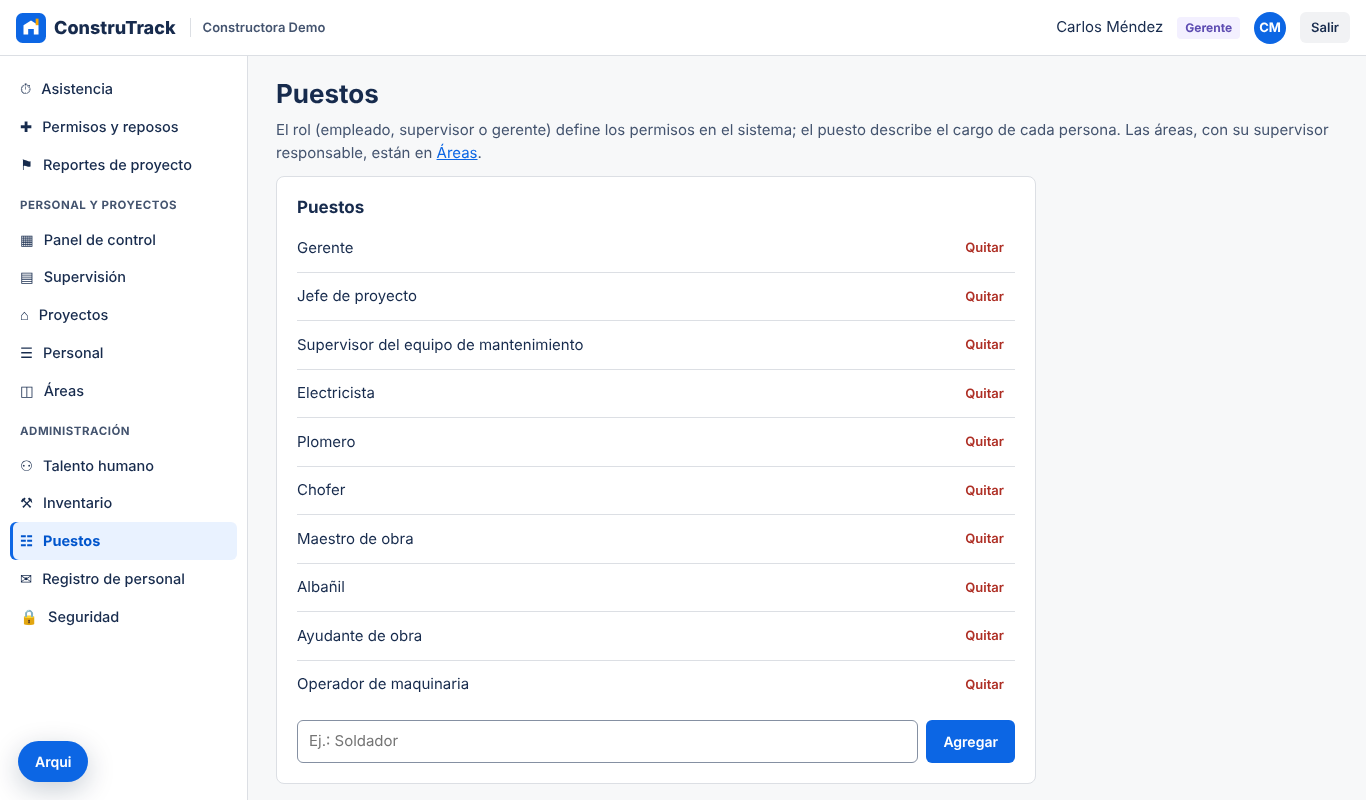 ConstruTrack
Constructora Demo
Carlos Méndez
Gerente
CM
Salir
Asistencia
Permisos y reposos
Reportes de proyecto
PERSONAL Y PROYECTOS
Panel de control
Supervisión
Proyectos
Personal
Áreas
ADMINISTRACIÓN
Talento humano
Inventario
Puestos
Registro de personal
Seguridad
Arqui
Puestos
El rol (empleado, supervisor o gerente) define los permisos en el sistema; el puesto describe el cargo de cada persona. Las áreas, con su supervisor
responsable, están en Áreas.
Puestos
Gerente Quitar
Jefe de proyecto Quitar
Supervisor del equipo de mantenimiento Quitar
Electricista Quitar
Plomero Quitar
Chofer Quitar
Maestro de obra Quitar
Albañil Quitar
Ayudante de obra Quitar
Operador de maquinaria Quitar
Ej.: Soldador Agregar